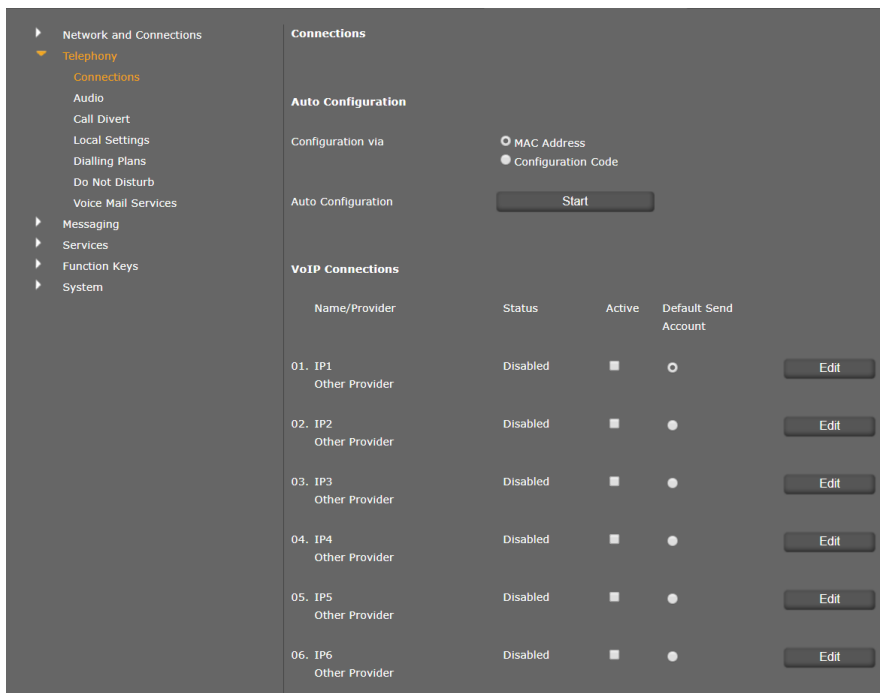 Network and Connections
Telephony
Connections
Audio
Call Divert
Local Settings
Dialling Plans
Do Not Disturb
Voice Mail Services
Messaging
Services
Function Keys
System
Connections
Auto Configuration
Configuration via
MAC Address
Configuration Code
Auto Configuration
Start
VoIP Connections
Name/Provider Status Active Default Send
Account
01. IP1 Disabled Edit
Other Provider
02. IP2 Disabled Edit
Other Provider
03. IP3 Disabled Edit
Other Provider
04. IP4 Disabled Edit
Other Provider
05. IP5 Disabled Edit
Other Provider
06. IP6 Disabled Edit
Other Provider